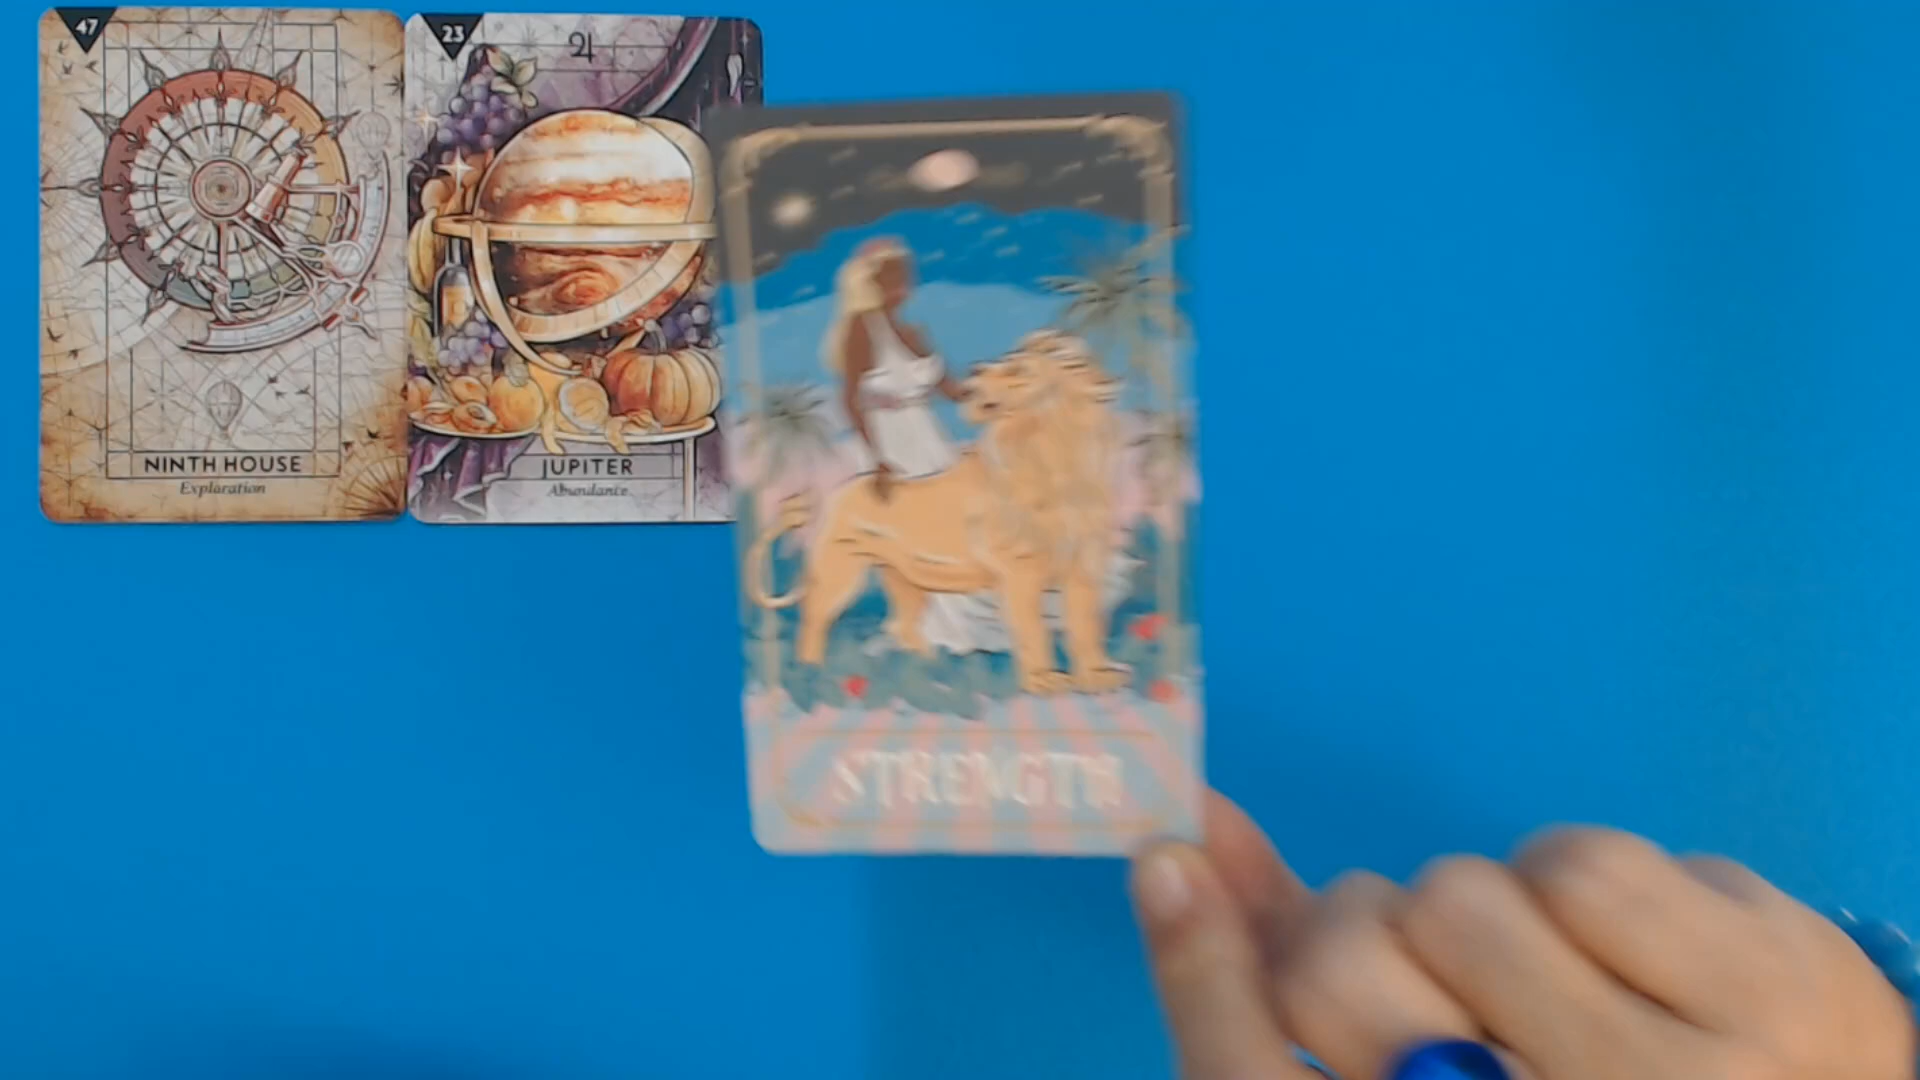 47
NINTH HOUSE
Exploration
23
JUPITER
Abundance
STRENGTH